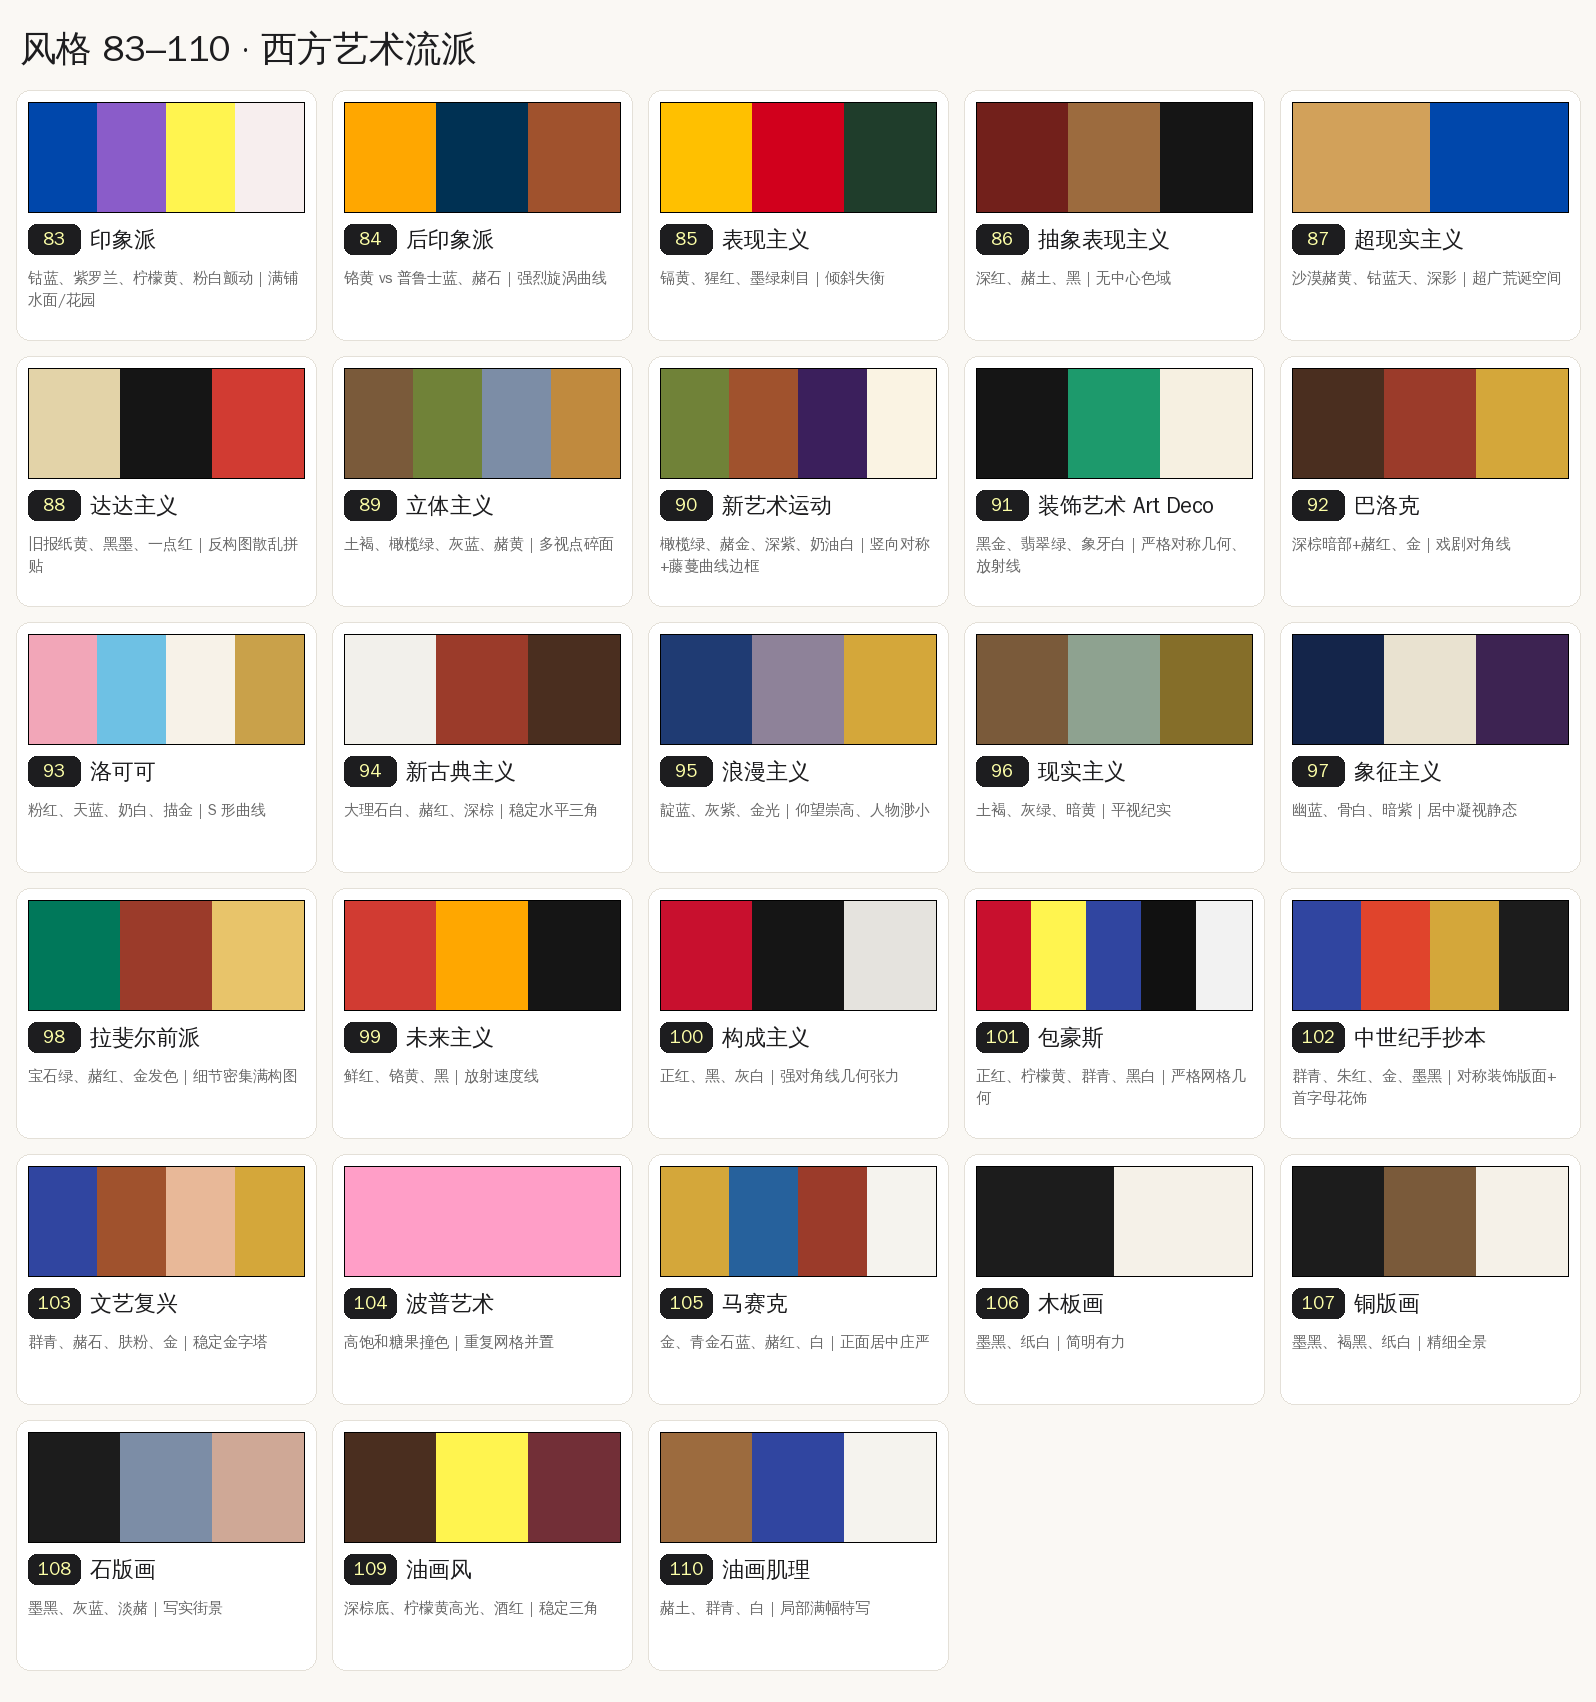 风格 83–110 · 西方艺术流派
83 印象派
钴蓝、紫罗兰、柠檬黄、粉白颤动｜满铺
水面/花园
84 后印象派
铬黄 vs 普鲁士蓝、赭石｜强烈旋涡曲线
85 表现主义
镉黄、猩红、墨绿刺目｜倾斜失衡
86 抽象表现主义
深红、赭土、黑｜无中心色域
87 超现实主义
沙漠赭黄、钴蓝天、深影｜超广荒诞空间
88 达达主义
旧报纸黄、黑墨、一点红｜反构图散乱拼
贴
89 立体主义
土褐、橄榄绿、灰蓝、赭黄｜多视点碎面
90 新艺术运动
橄榄绿、赭金、深紫、奶油白｜竖向对称
+藤蔓曲线边框
91 装饰艺术 Art Deco
黑金、翡翠绿、象牙白｜严格对称几何、
放射线
92 巴洛克
深棕暗部+赭红、金｜戏剧对角线
93 洛可可
粉红、天蓝、奶白、描金｜S 形曲线
94 新古典主义
大理石白、赭红、深棕｜稳定水平三角
95 浪漫主义
靛蓝、灰紫、金光｜仰望崇高、人物渺小
96 现实主义
土褐、灰绿、暗黄｜平视纪实
97 象征主义
幽蓝、骨白、暗紫｜居中凝视静态
98 拉斐尔前派
宝石绿、赭红、金发色｜细节密集满构图
99 未来主义
鲜红、铬黄、黑｜放射速度线
100 构成主义
正红、黑、灰白｜强对角线几何张力
101 包豪斯
正红、柠檬黄、群青、黑白｜严格网格几
何
102 中世纪手抄本
群青、朱红、金、墨黑｜对称装饰版面+
首字母花饰
103 文艺复兴
群青、赭石、肤粉、金｜稳定金字塔
104 波普艺术
高饱和糖果撞色｜重复网格并置
105 马赛克
金、青金石蓝、赭红、白｜正面居中庄严
106 木板画
墨黑、纸白｜简明有力
107 铜版画
墨黑、褐黑、纸白｜精细全景
108 石版画
墨黑、灰蓝、淡赭｜写实街景
109 油画风
深棕底、柠檬黄高光、酒红｜稳定三角
110 油画肌理
赭土、群青、白｜局部满幅特写